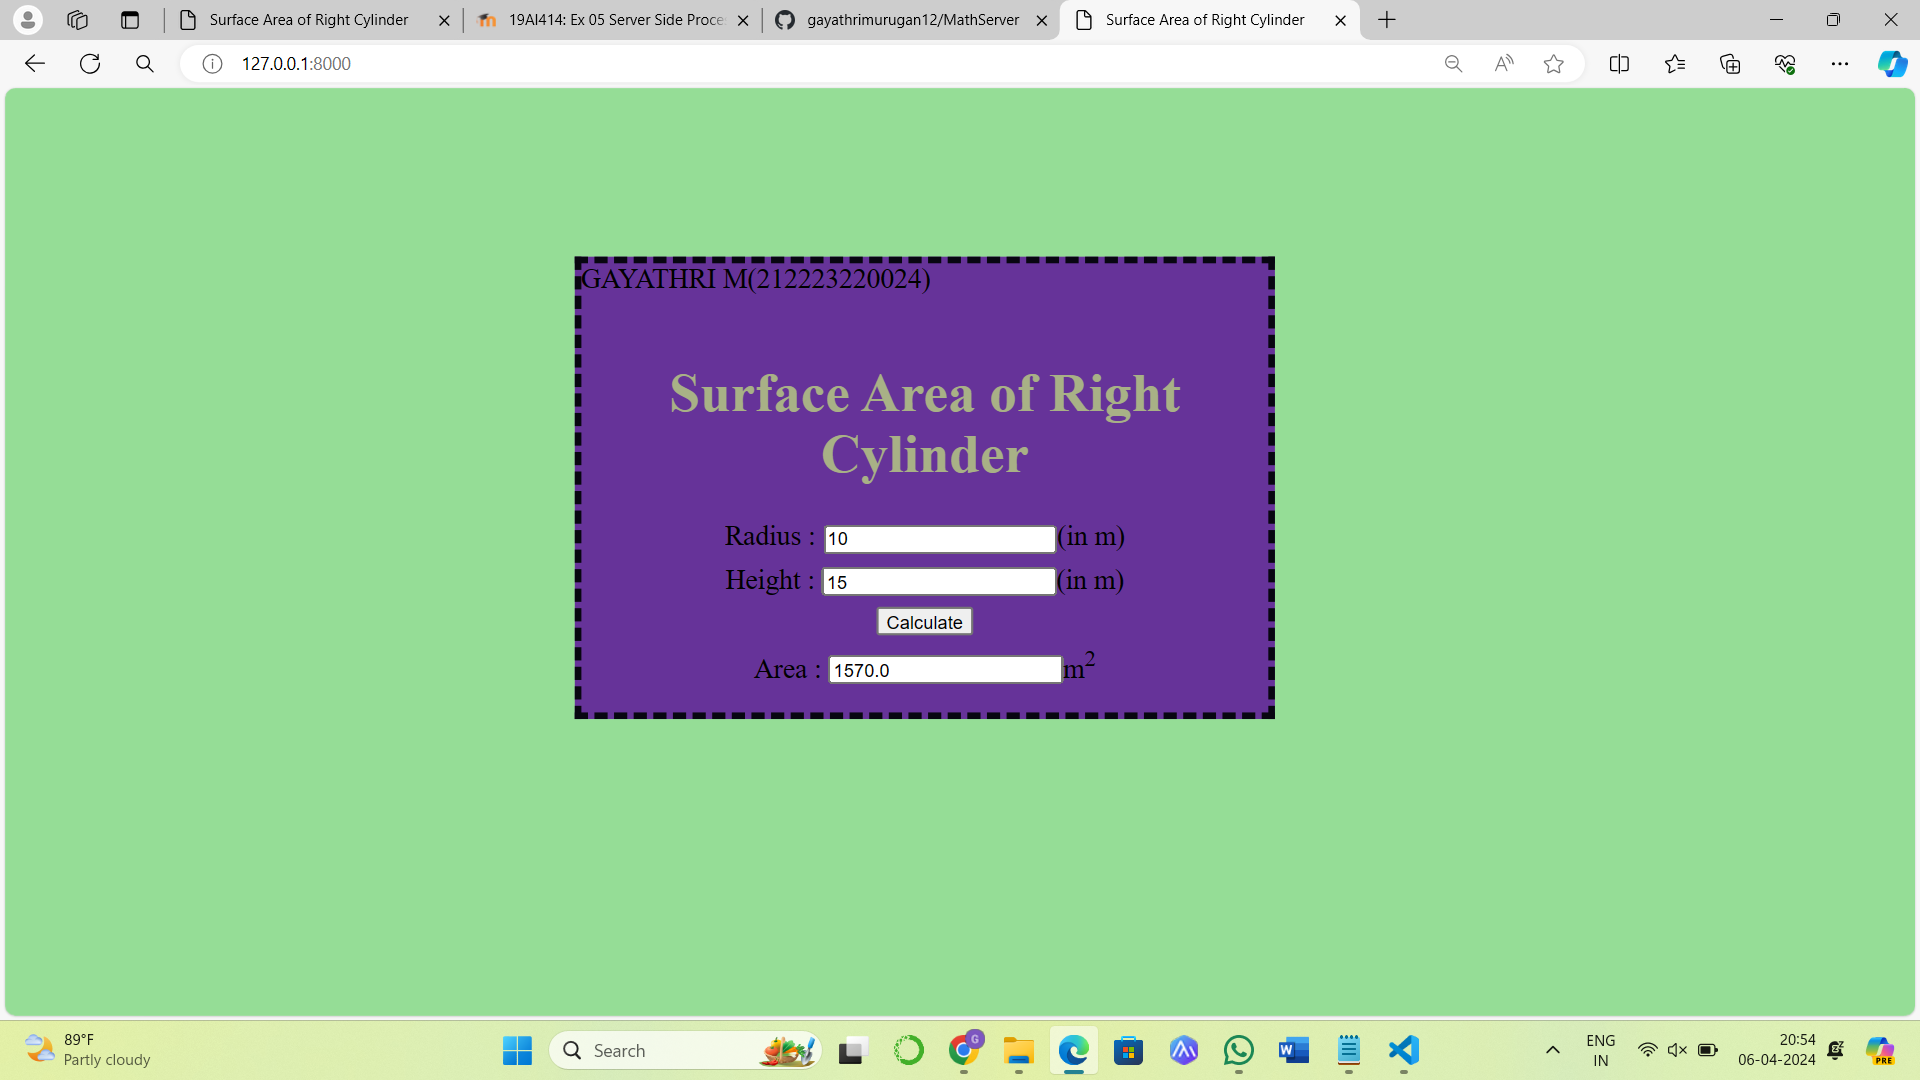 Surface Area of Right Cylinder
19AI414: Ex 05 Server Side Proce
gayathrimurugan12/MathServer
Surface Area of Right Cylinder
127.0.0.1:8000
GAYATHRI M(212223220024)
Surface Area of Right
Cylinder
Radius : 10 (in m)
Height : 15 (in m)
Calculate
Area : 1570.0 m²
89°F
Partly cloudy
Search
G
ENG
IN
20:54
06-04-2024
PRE